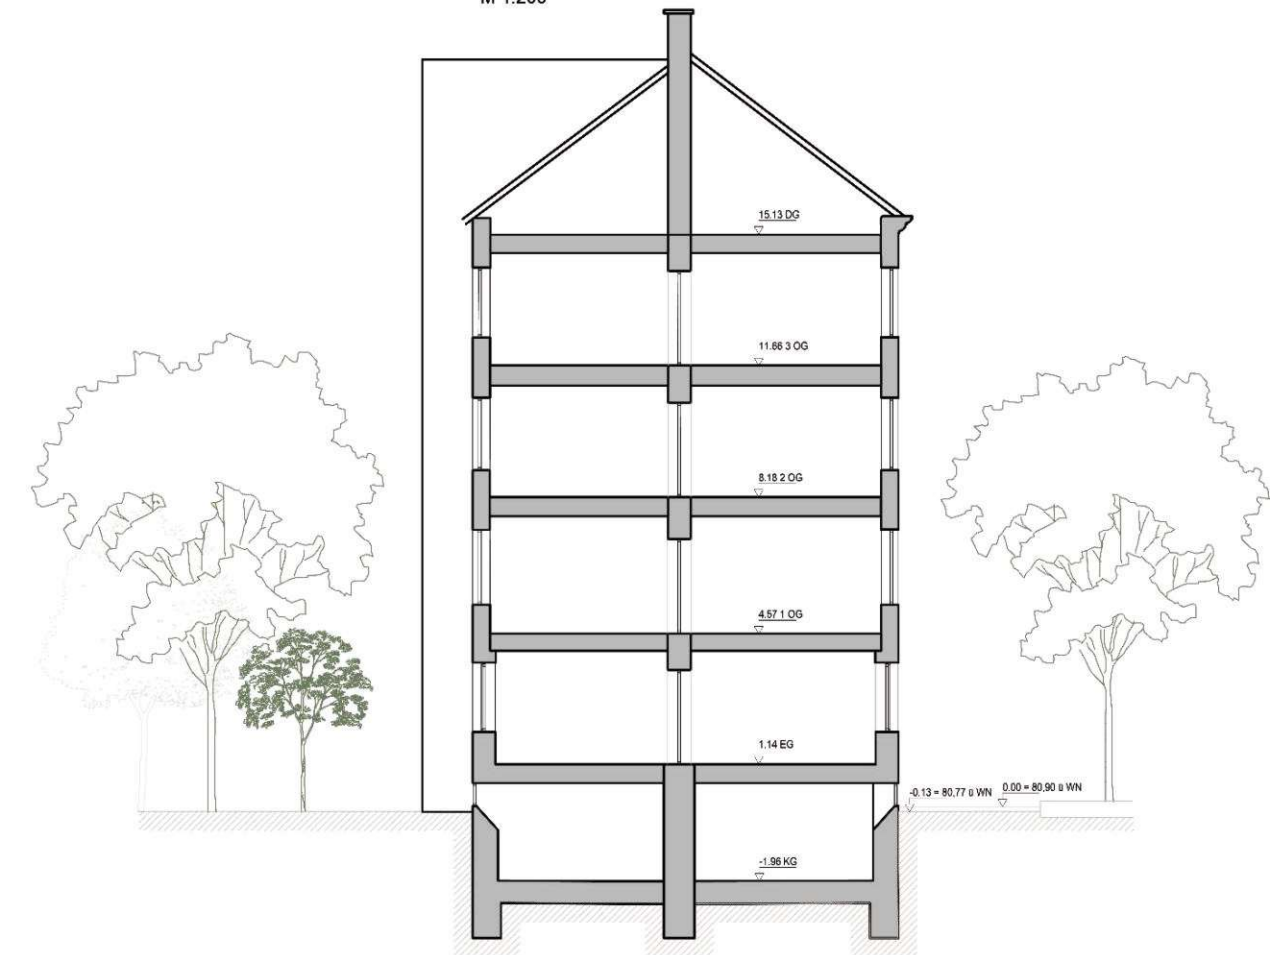 15.13 DG
11.66 3 OG
8.18 2 OG
4.57 1 OG
1.14 EG
-0.13 = 80,77 ü WN
0.00 = 80,90 ü WN
-1.96 KG